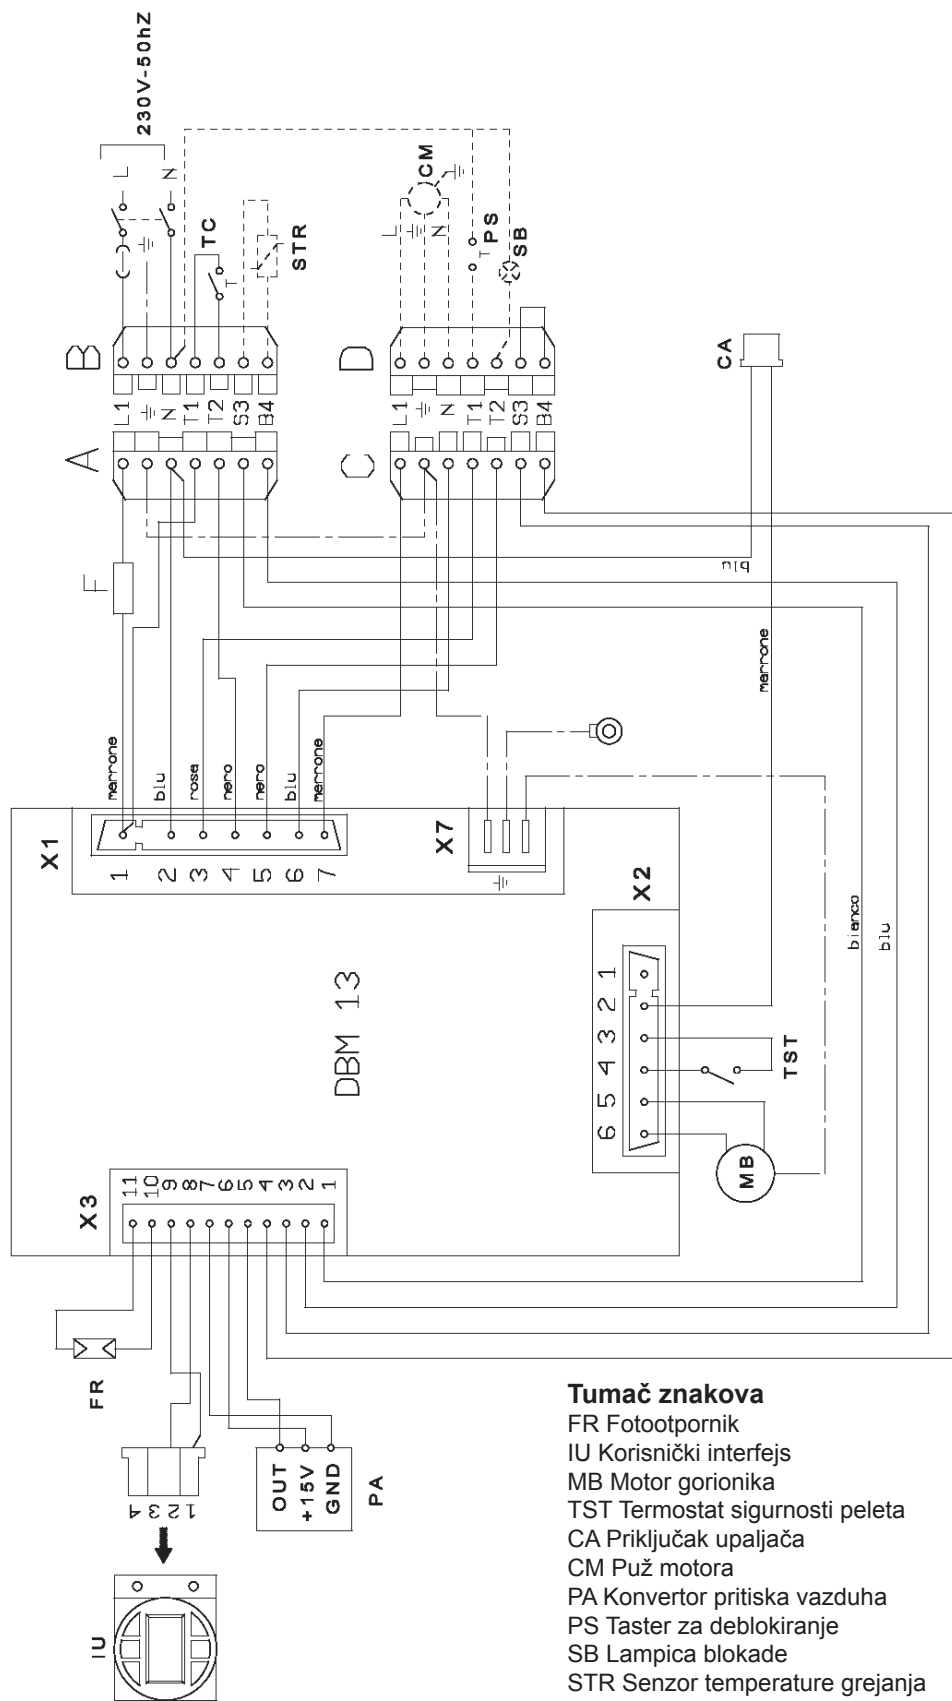 230V-50hZ
L
N
TC
STR
B
A
L1
N
T1
T2
S3
B4
F
L
N
CM
PS
SB
D
C
L1
N
T1
T2
S3
B4
CA
blu
marrone
marrone
blu
rosa
nero
nero
blu
marrone
X1
1 2 3 4 5 6 7
X7
X2
1
2
3
4
5
6
TST
MB
bianco
blu
DBM 13
X3
11
10
9
8
7
6
5
4
3
2
1
FR
4 3 2 1
IU
OUT
+15V
GND
PA
Tumač znakova
FR Fotootpornik
IU Korisnički interfejs
MB Motor gorionika
TST Termostat sigurnosti peleta
CA Priključak upaljača
CM Puž motora
PA Konvertor pritiska vazduha
PS Taster za deblokiranje
SB Lampica blokade
STR Senzor temperature grejanja